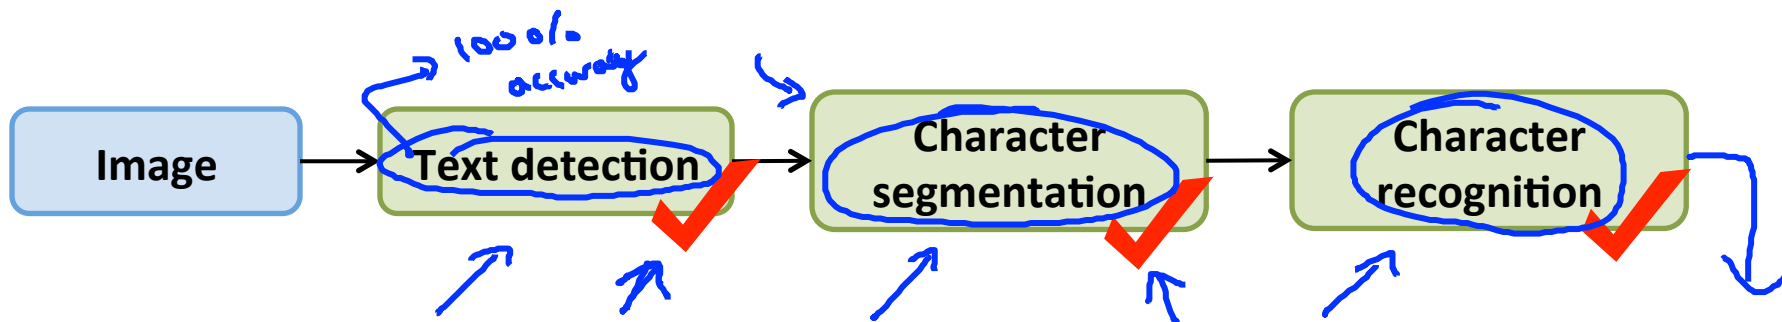 100%
accuracy
Image
Text detection
Character
segmentation
Character
recognition